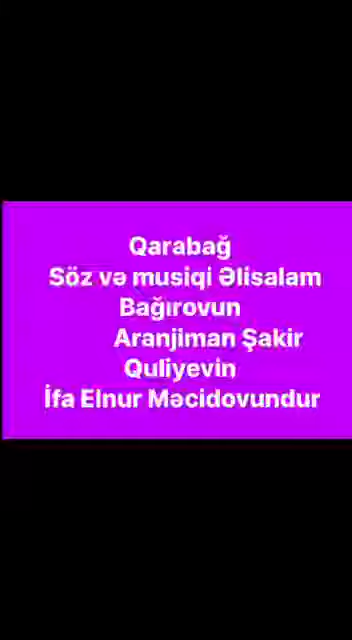 Qarabağ
Söz və musiqi Əlisalam
Bağırovun
Aranjiman Şakir
Quliyevin
İfa Elnur Məcidovundur